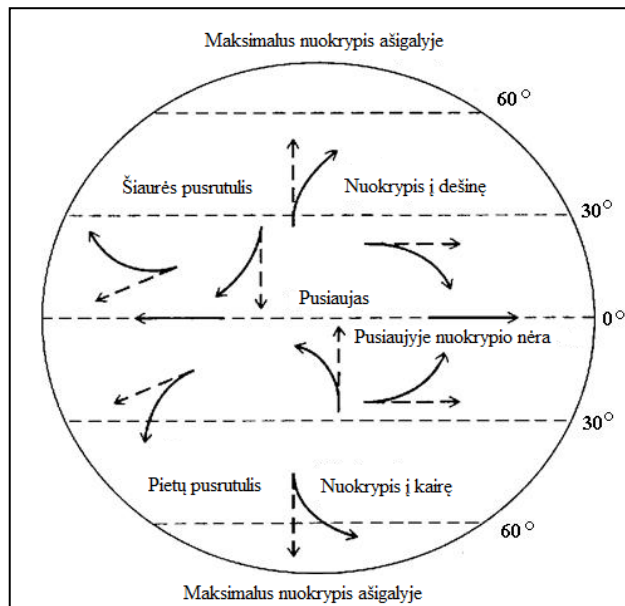 Maksimalus nuokrypis ašigalyje
60°
Šiaurės pusrutulis
Nuokrypis į dešinę
30°
Pusiaujas
0°
Pusiaujyje nuokrypio nėra
30°
Pietų pusrutulis
Nuokrypis į kairę
60°
Maksimalus nuokrypis ašigalyje